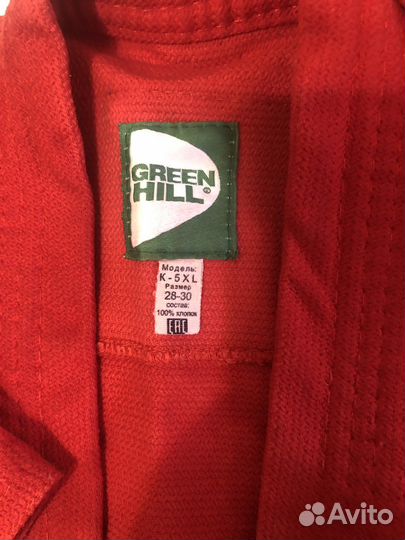 GREEN
HILL®
Модель:
K-5XL
Размер
28-30
состав:
100% хлопок
EAC
Avito